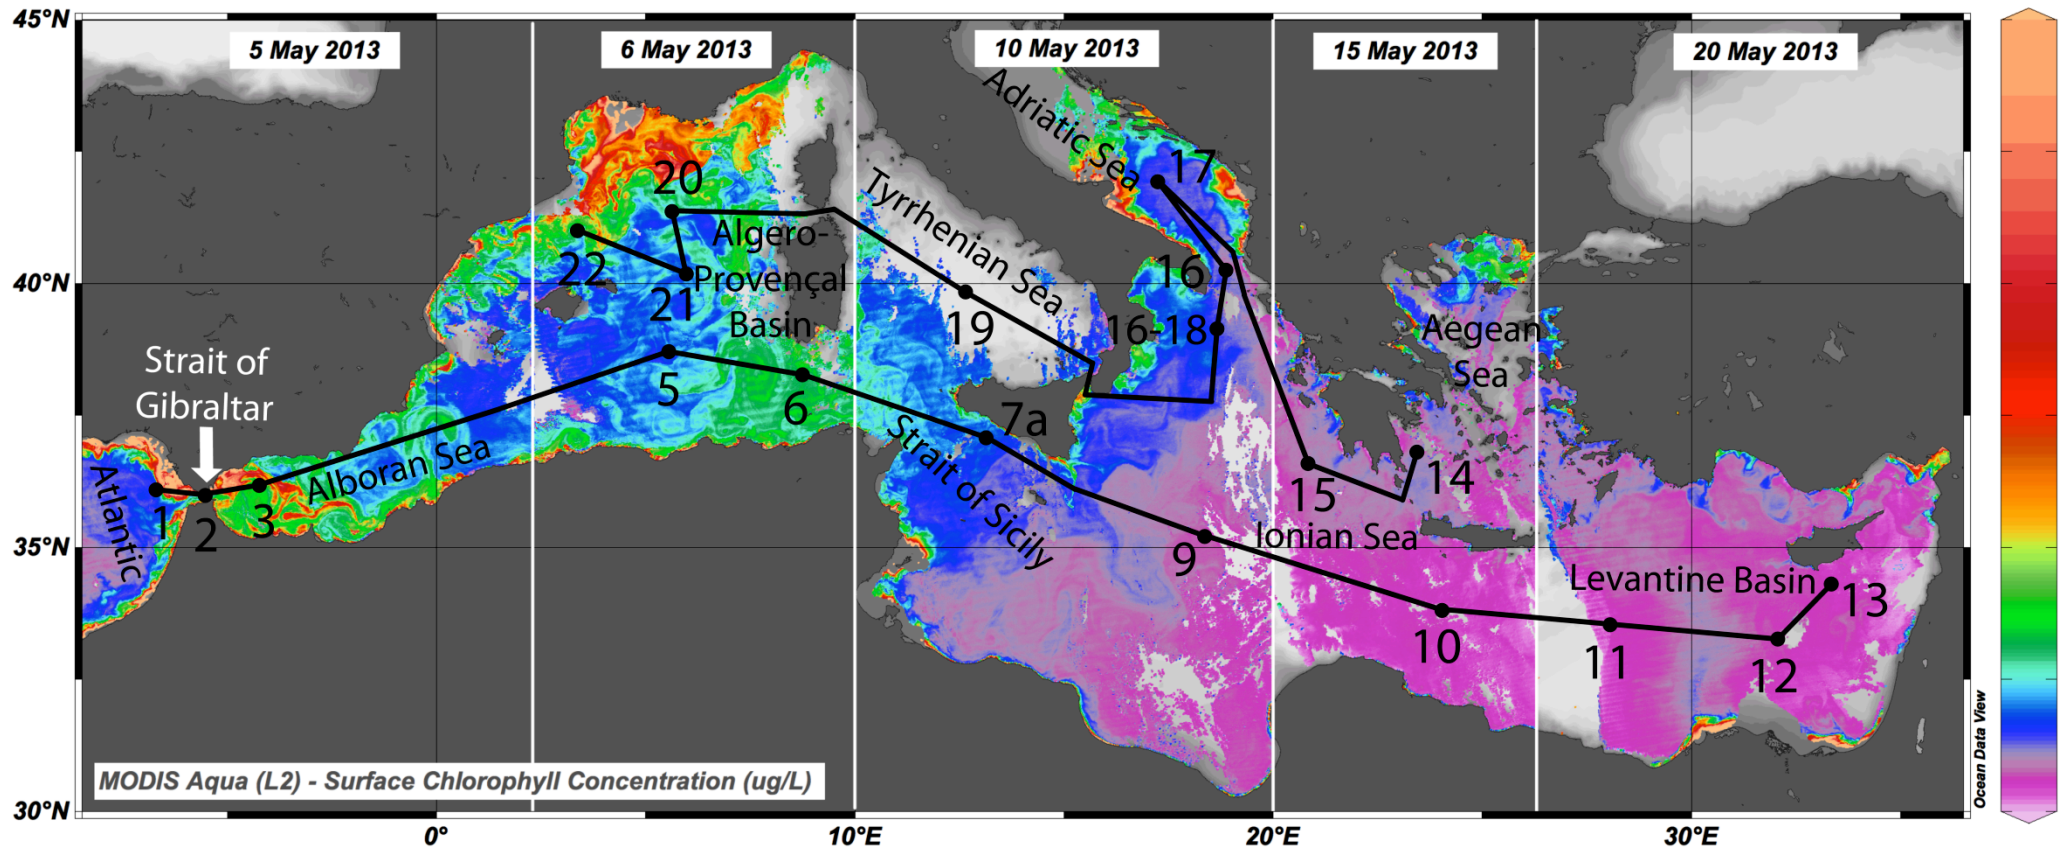 45°N
5 May 2013
6 May 2013
10 May 2013
15 May 2013
20 May 2013
Adriatic Sea
17
20
Tyrrhenian Sea
Algero-
Provençal
Basin
22
21
16
19
16-18
40°N
Aegean
Sea
Strait of
Gibraltar
5
6
7a
Alboran Sea
Strait of Sicily
Atlantic
1
2
3
15
14
9
Ionian Sea
35°N
Levantine Basin
13
10
11
12
MODIS Aqua (L2) - Surface Chlorophyll Concentration (ug/L)
Ocean Data View
30°N
0°
10°E
20°E
30°E